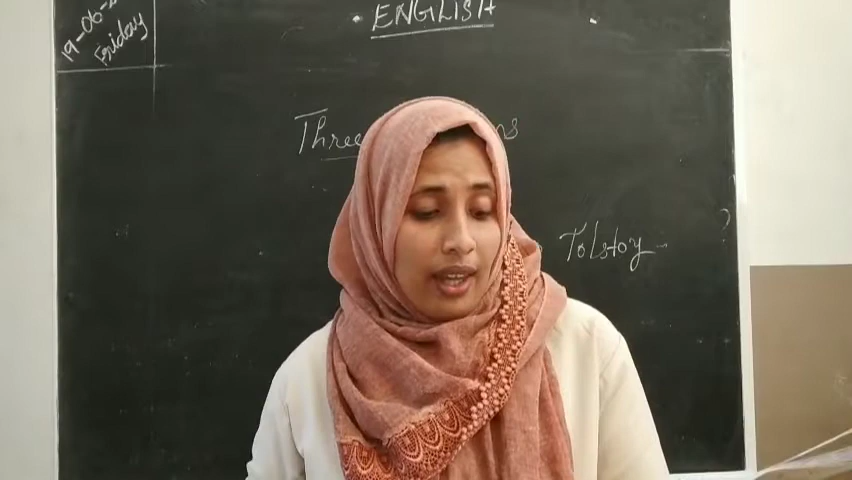 19-06-
Friday
ENGLISH
Three
Tolstoy